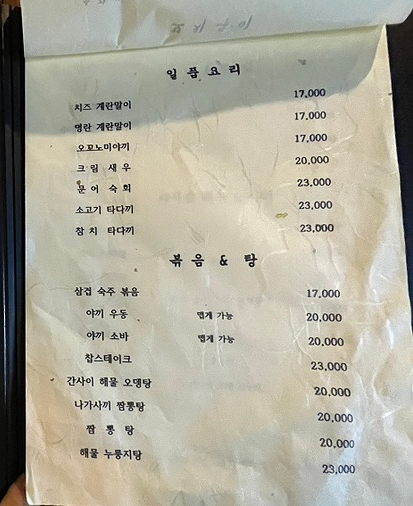 일 품 요 리
치즈 계란말이 17,000
명란 계란말이 17,000
오꼬노미야끼 17,000
크 림 새 우 20,000
문 어 숙 회 23,000
소고기 타다끼 23,000
참 치 타다끼 23,000
볶 음 & 탕
삼겹 숙주 볶음 17,000
야끼 우동 맵게 가능 20,000
야끼 소바 맵게 가능 20,000
찹스테이크 23,000
간사이 해물 오뎅탕 20,000
나가사끼 짬뽕탕 20,000
짬 뽕 탕 20,000
해물 누룽지탕 23,000